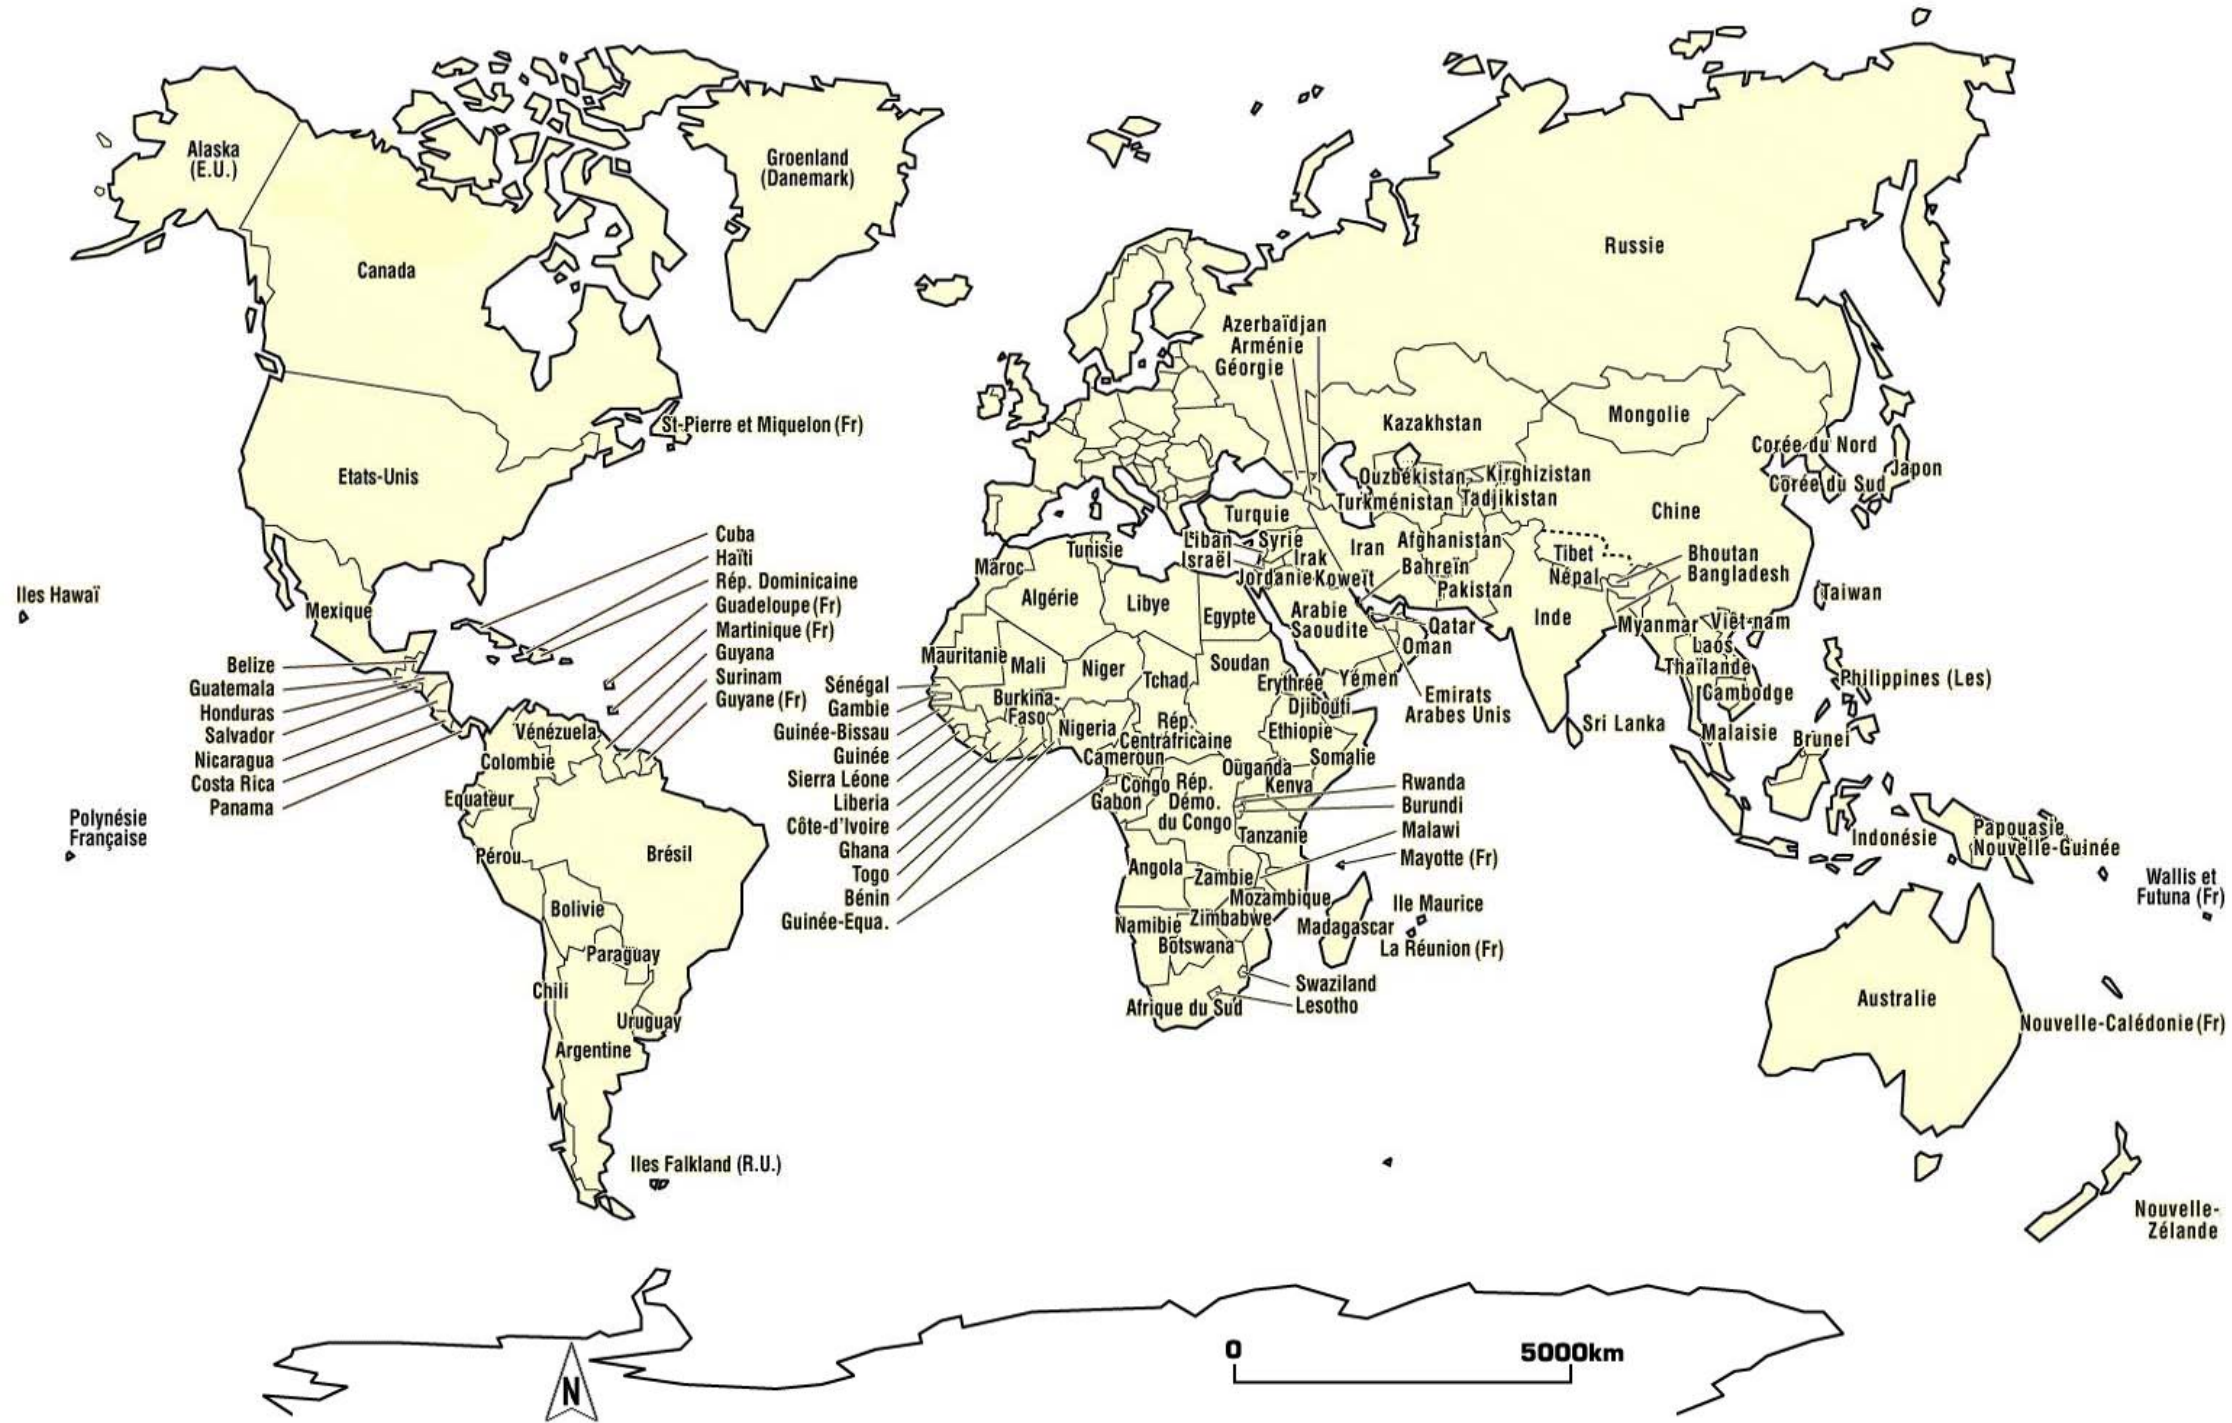 Alaska
(E.U.)
Groenland
(Danemark)
Canada
Russie
Azerbaïdjan
Arménie
Géorgie
St-Pierre et Miquelon (Fr)
Kazakhstan
Mongolie
Etats-Unis
Corée du Nord
Japon
Corée du Sud
Ouzbékistan
Kirghizistan
Turkménistan
Tadjikistan
Chine
Turquie
Cuba
Haïti
Rép. Dominicaine
Guadeloupe (Fr)
Martinique (Fr)
Guyana
Surinam
Guyane (Fr)
Tunisie
Maroc
Liban
Syrie
Israël
Irak
Iran
Afghanistan
Jordanie
Koweït
Bahreïn
Pakistan
Tibet
Népal
Bhoutan
Bangladesh
Iles Hawaï
Mexique
Algérie
Libye
Egypte
Arabie
Saoudite
Qatar
Oman
Inde
Myanmar
Viêt-nam
Taiwan
Laos
Thaïlande
Cambodge
Philippines (Les)
Belize
Guatemala
Honduras
Salvador
Nicaragua
Costa Rica
Panama
Mauritanie
Mali
Niger
Tchad
Soudan
Erythrée
Yémen
Djibouti
Emirats
Arabes Unis
Sénégal
Gambie
Guinée-Bissau
Guinée
Sierra Léone
Liberia
Côte-d'Ivoire
Ghana
Togo
Bénin
Guinée-Equa.
Burkina-
Faso
Nigeria
Rép.
Centrafricaine
Cameroun
Ethiopie
Somalie
Ouganda
Kenya
Sri Lanka
Malaisie
Brunei
Vénézuela
Colombie
Equateur
Pérou
Brésil
Congo
Gabon
Rép.
Démo.
du Congo
Rwanda
Burundi
Malawi
Mayotte (Fr)
Tanzanie
Indonésie
Papouasie
Nouvelle-Guinée
Polynésie
Française
Angola
Zambie
Mozambique
Zimbabwe
Namibie
Botswana
Madagascar
Ile Maurice
La Réunion (Fr)
Wallis et
Futuna (Fr)
Bolivie
Paraguay
Chili
Uruguay
Argentine
Swaziland
Lesotho
Afrique du Sud
Australie
Nouvelle-Calédonie (Fr)
Iles Falkland (R.U.)
Nouvelle-
Zélande
0
5000km
N